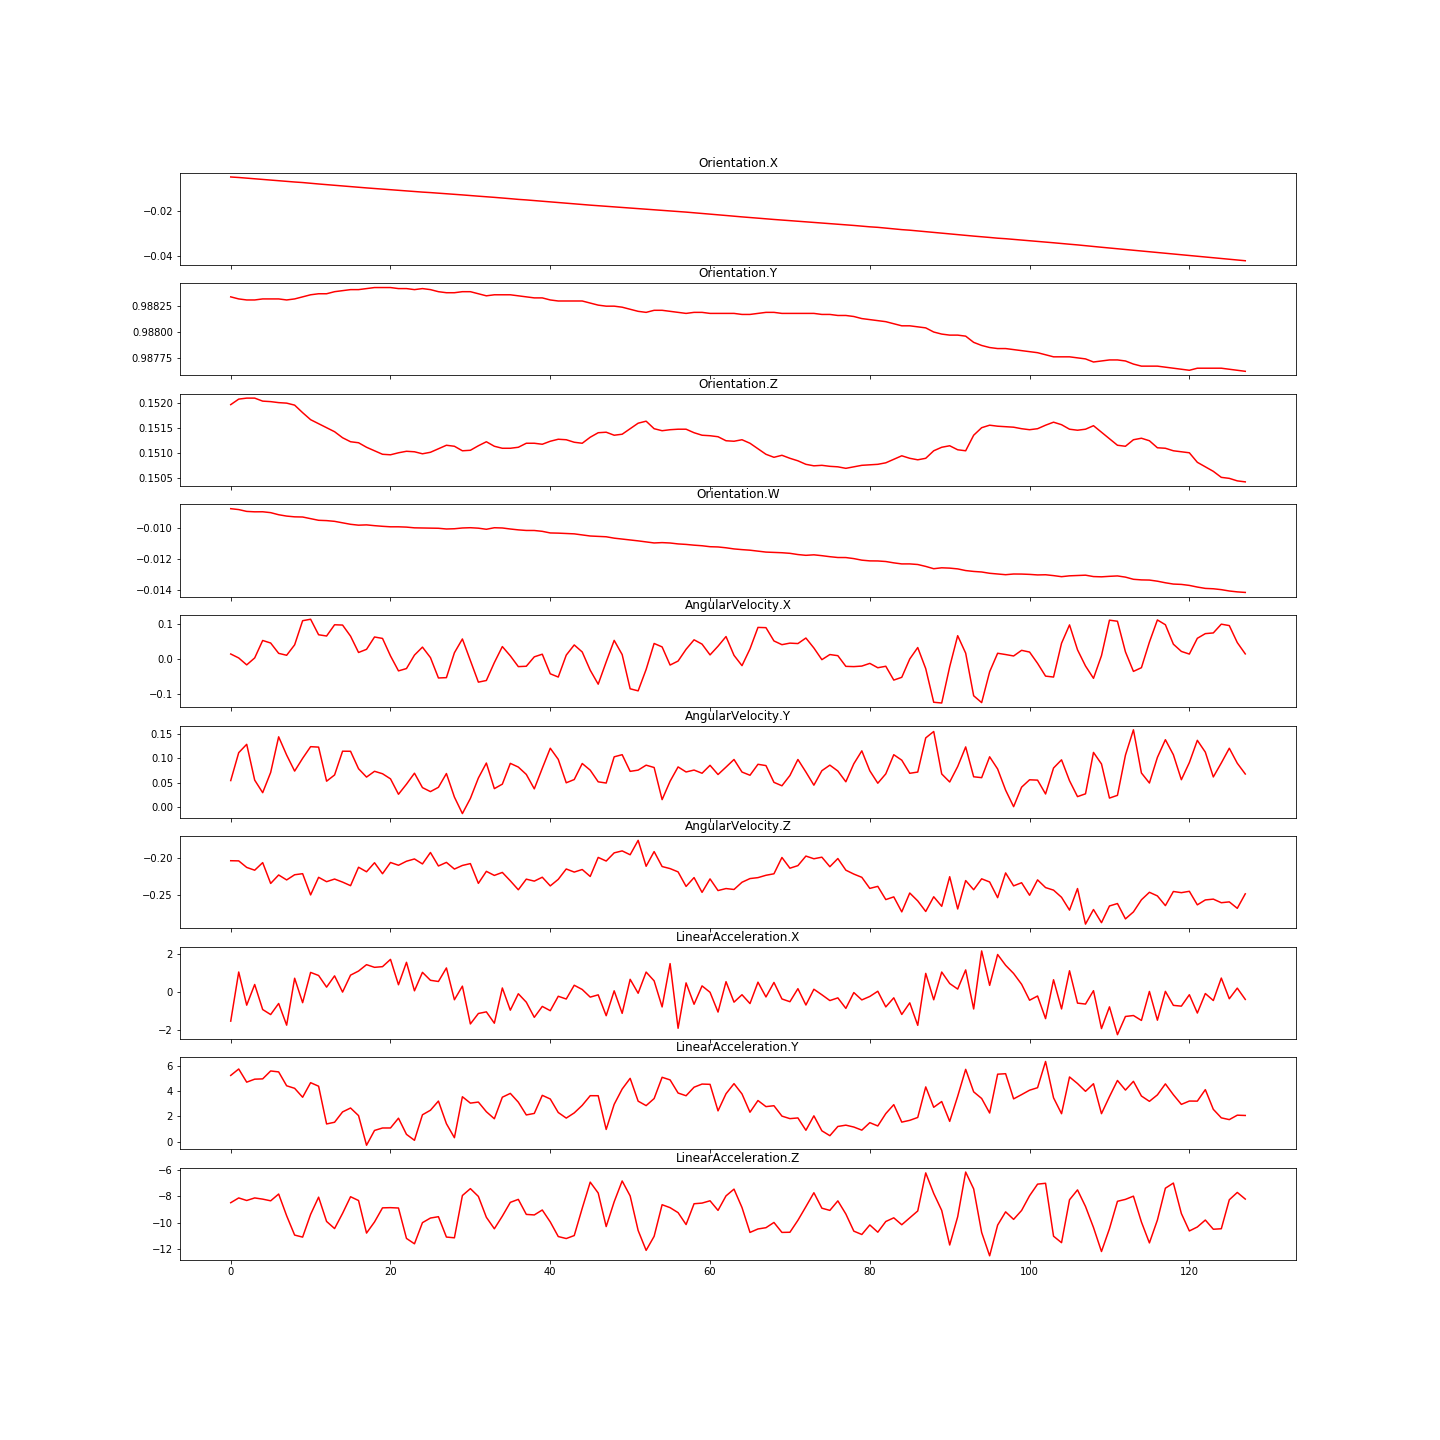 Orientation.X
−0.02
−0.04
Orientation.Y
0.98825
0.98800
0.98775
Orientation.Z
0.1520
0.1515
0.1510
0.1505
Orientation.W
−0.010
−0.012
−0.014
AngularVelocity.X
0.1
0.0
−0.1
AngularVelocity.Y
0.15
0.10
0.05
0.00
AngularVelocity.Z
−0.20
−0.25
LinearAcceleration.X
2
0
−2
LinearAcceleration.Y
6
4
2
0
LinearAcceleration.Z
−6
−8
−10
−12
0 20 40 60 80 100 120